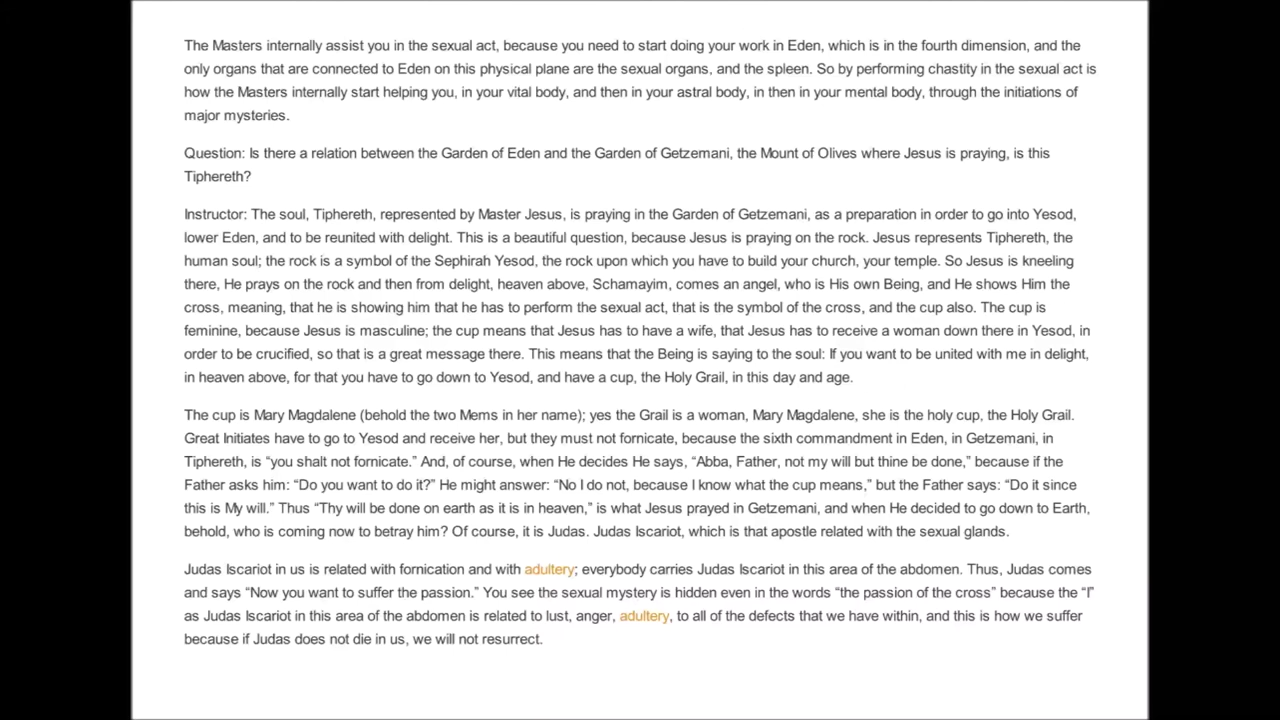 The Masters internally assist you in the sexual act, because you need to start doing your work in Eden, which is in the fourth dimension, and the
only organs that are connected to Eden on this physical plane are the sexual organs, and the spleen. So by performing chastity in the sexual act is
how the Masters internally start helping you, in your vital body, and then in your astral body, in then in your mental body, through the initiations of
major mysteries.
Question: Is there a relation between the Garden of Eden and the Garden of Getzemani, the Mount of Olives where Jesus is praying, is this
Tiphereth?
Instructor: The soul, Tiphereth, represented by Master Jesus, is praying in the Garden of Getzemani, as a preparation in order to go into Yesod,
lower Eden, and to be reunited with delight. This is a beautiful question, because Jesus is praying on the rock. Jesus represents Tiphereth, the
human soul; the rock is a symbol of the Sephirah Yesod, the rock upon which you have to build your church, your temple. So Jesus is kneeling
there, He prays on the rock and then from delight, heaven above, Schamayim, comes an angel, who is His own Being, and He shows Him the
cross, meaning, that he is showing him that he has to perform the sexual act, that is the symbol of the cross, and the cup also. The cup is
feminine, because Jesus is masculine; the cup means that Jesus has to have a wife, that Jesus has to receive a woman down there in Yesod, in
order to be crucified, so that is a great message there. This means that the Being is saying to the soul: If you want to be united with me in delight,
in heaven above, for that you have to go down to Yesod, and have a cup, the Holy Grail, in this day and age.
The cup is Mary Magdalene (behold the two Mems in her name); yes the Grail is a woman, Mary Magdalene, she is the holy cup, the Holy Grail.
Great Initiates have to go to Yesod and receive her, but they must not fornicate, because the sixth commandment in Eden, in Getzemani, in
Tiphereth, is “you shalt not fornicate.” And, of course, when He decides He says, “Abba, Father, not my will but thine be done,” because if the
Father asks him: “Do you want to do it?” He might answer: “No I do not, because I know what the cup means,” but the Father says: “Do it since
this is My will.” Thus “Thy will be done on earth as it is in heaven,” is what Jesus prayed in Getzemani, and when He decided to go down to Earth,
behold, who is coming now to betray him? Of course, it is Judas. Judas Iscariot, which is that apostle related with the sexual glands.
Judas Iscariot in us is related with fornication and with adultery; everybody carries Judas Iscariot in this area of the abdomen. Thus, Judas comes
and says “Now you want to suffer the passion.” You see the sexual mystery is hidden even in the words “the passion of the cross” because the “I”
as Judas Iscariot in this area of the abdomen is related to lust, anger, adultery, to all of the defects that we have within, and this is how we suffer
because if Judas does not die in us, we will not resurrect.